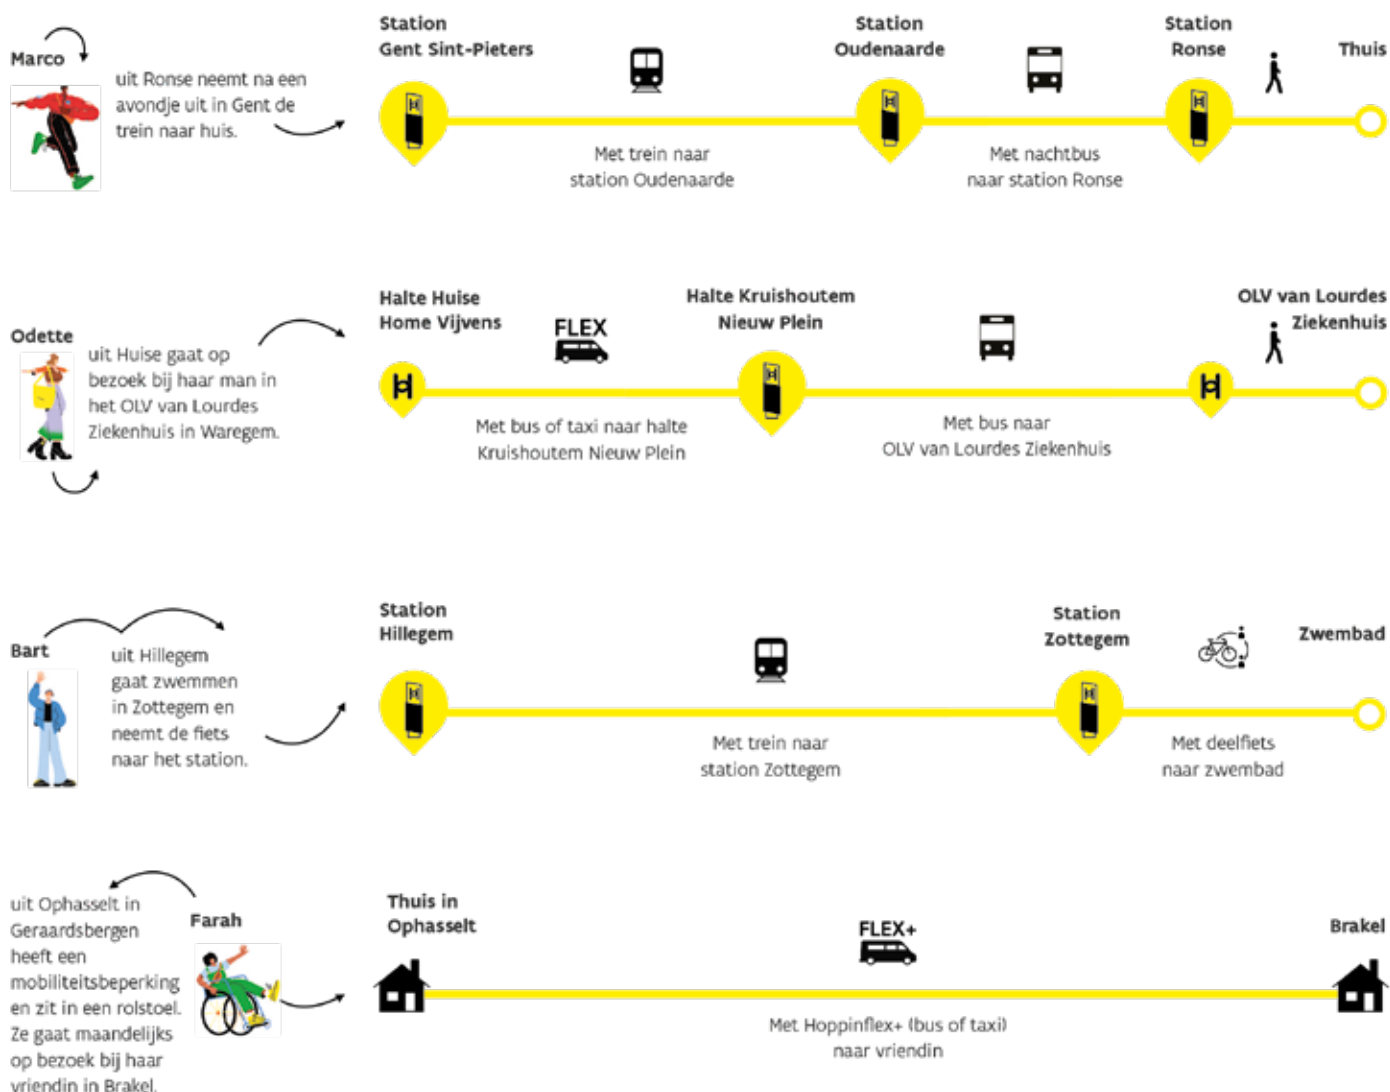 Marco
uit Ronse neemt na een
avondje uit in Gent de
trein naar huis.
Station
Gent Sint-Pieters
Station
Oudenaarde
Station
Ronse
Thuis
Met trein naar
station Oudenaarde
Met nachtbus
naar station Ronse
Odette
uit Huise gaat op
bezoek bij haar man in
het OLV van Lourdes
Ziekenhuis in Waregem.
Halte Huise
Home Vijvens
FLEX
Halte Kruishoutem
Nieuw Plein
OLV van Lourdes
Ziekenhuis
Met bus of taxi naar halte
Kruishoutem Nieuw Plein
Met bus naar
OLV van Lourdes Ziekenhuis
Bart
uit Hillegem
gaat zwemmen
in Zottegem en
neemt de fiets
naar het station.
Station
Hillegem
Station
Zottegem
Zwembad
Met trein naar
station Zottegem
Met deelfiets
naar zwembad
Farah
uit Ophasselt in
Geraardsbergen
heeft een
mobiliteitsbeperking
en zit in een rolstoel.
Ze gaat maandelijks
op bezoek bij haar
vriendin in Brakel.
Thuis in
Ophasselt
FLEX+
Brakel
Met Hoppinflex+ (bus of taxi)
naar vriendin